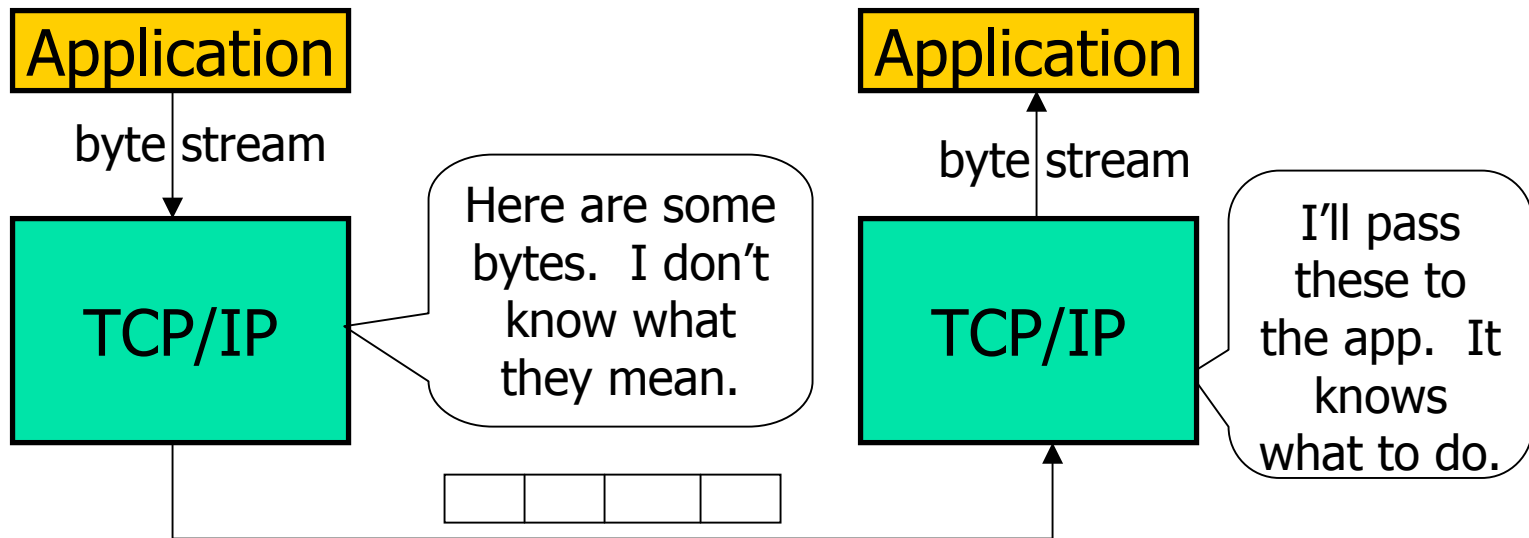 Application
byte stream
TCP/IP
Here are some
bytes.  I don’t
know what
they mean.
Application
byte stream
TCP/IP
I’ll pass
these to
the app.  It
knows
what to do.